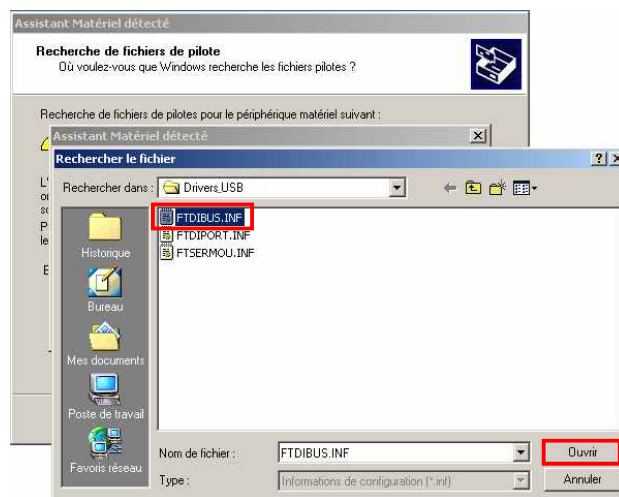 Assistant Matériel détecté
Recherche de fichiers de pilote
Où voulez-vous que Windows recherche les fichiers pilotes ?
Recherche de fichiers de pilotes pour le périphérique matériel suivant :
Assistant Matériel détecté
Rechercher le fichier
Rechercher dans : Drivers_USB
FTDIBUS.INF
FTDIPORT.INF
FTSERMOU.INF
Historique
Bureau
Mes documents
Poste de travail
Favoris réseau
Nom de fichier : FTDIBUS.INF Ouvrir
Type : Informations de configuration (*.inf) Annuler